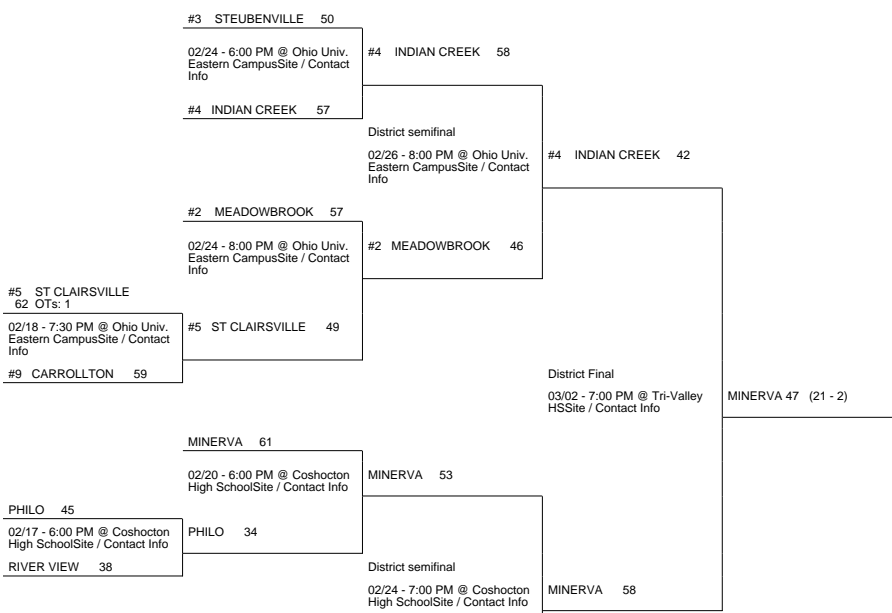 #3 STEUBENVILLE 50
02/24 - 6:00 PM @ Ohio Univ.
Eastern CampusSite / Contact
Info
#4 INDIAN CREEK 58
#4 INDIAN CREEK 57
District semifinal
02/26 - 8:00 PM @ Ohio Univ.
Eastern CampusSite / Contact
Info
#4 INDIAN CREEK 42
#2 MEADOWBROOK 57
02/24 - 8:00 PM @ Ohio Univ.
Eastern CampusSite / Contact
Info
#2 MEADOWBROOK 46
#5 ST CLAIRSVILLE
62 OTs: 1
02/18 - 7:30 PM @ Ohio Univ.
Eastern CampusSite / Contact
Info
#5 ST CLAIRSVILLE 49
#9 CARROLLTON 59
District Final
03/02 - 7:00 PM @ Tri-Valley
HSSite / Contact Info
MINERVA 47 (21 - 2)
MINERVA 61
02/20 - 6:00 PM @ Coshocton
High SchoolSite / Contact Info
MINERVA 53
PHILO 45
02/17 - 6:00 PM @ Coshocton
High SchoolSite / Contact Info
PHILO 34
RIVER VIEW 38
District semifinal
02/24 - 7:00 PM @ Coshocton
High SchoolSite / Contact Info
MINERVA 58